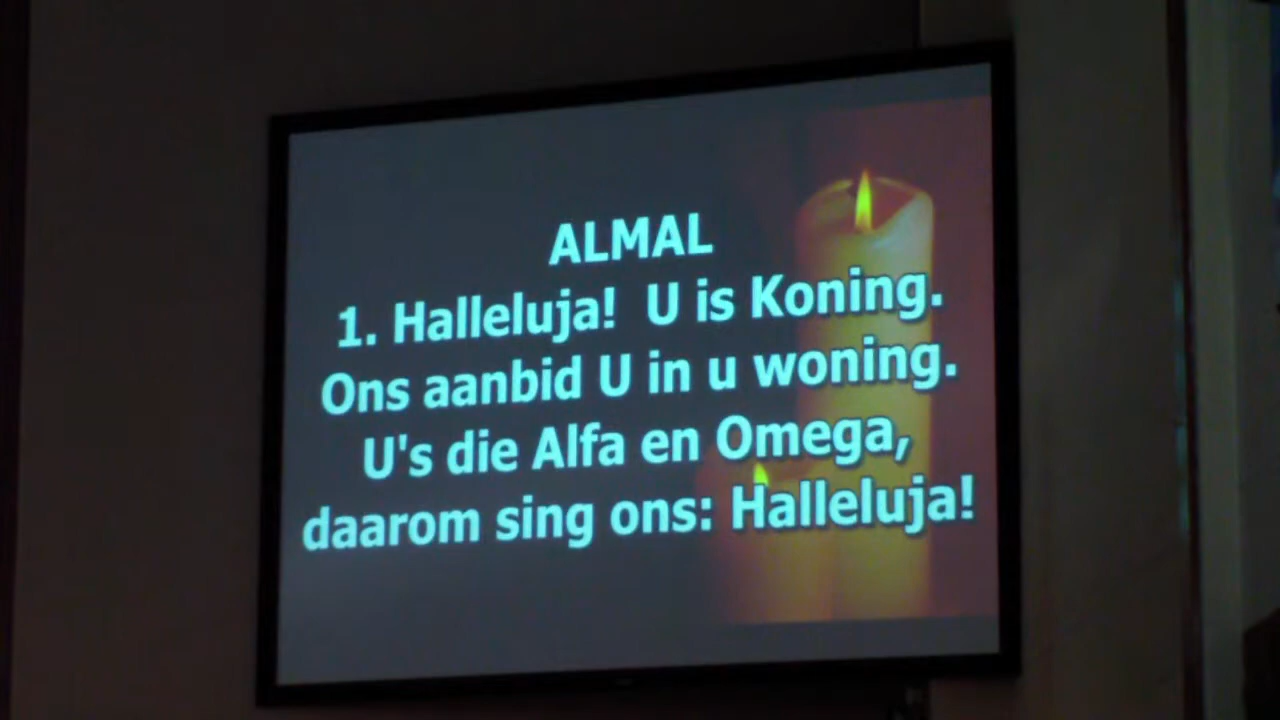 ALMAL
1. Halleluja! U is Koning.
Ons aanbid U in u woning.
U's die Alfa en Omega,
daarom sing ons: Halleluja!